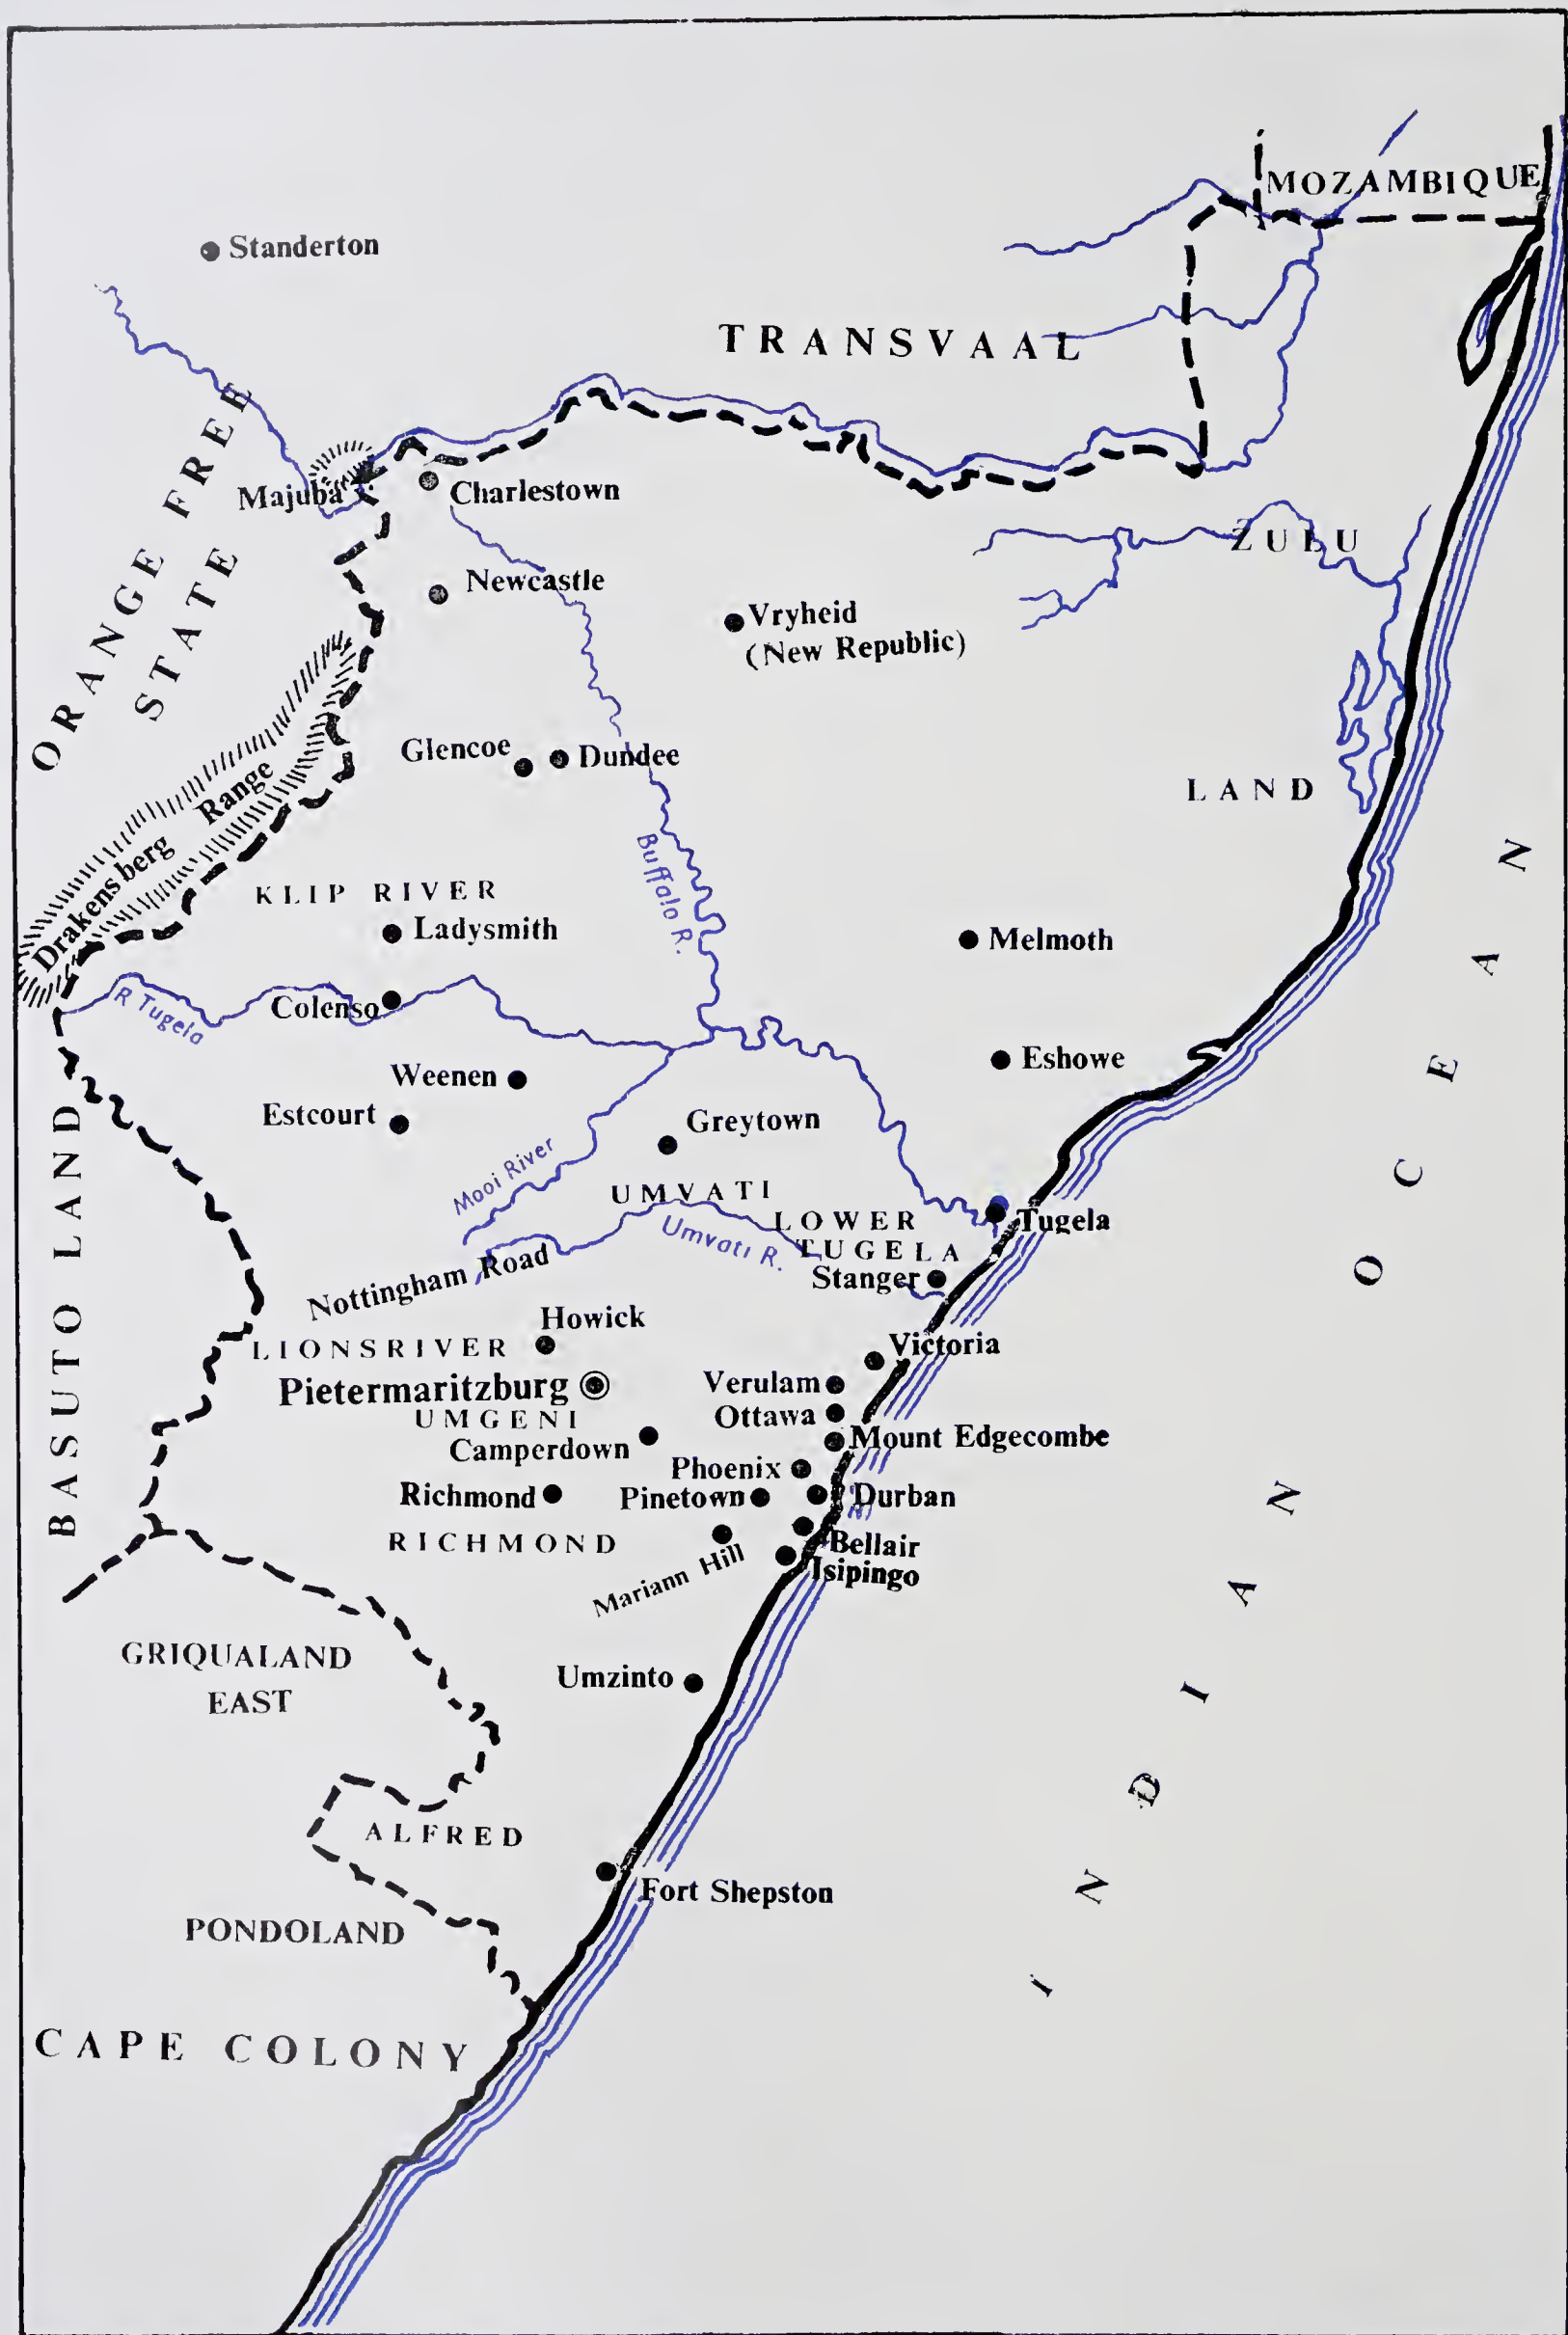 MOZAMBIQUE
Standerton
TRANSVAAL
ORANGE FREE
STATE
Majuba
Charlestown
ZULU
Newcastle
Vryheid
(New Republic)
Glencoe
Dundee
LAND
Drakensberg Range
Buffalo R.
KLIP RIVER
Ladysmith
Melmoth
R Tugela
Colenso
Eshowe
Weenen
Estcourt
Greytown
BASUTO LAND
Mooi River
UMVATI
LOWER
TUGELA
Tugela
Umvati R.
Nottingham Road
Stanger
Howick
LIONSRIVER
Victoria
Pietermaritzburg
Verulam
UMGENI
Ottawa
Camperdown
Mount Edgecombe
Phoenix
Richmond
Pinetown
Durban
RICHMOND
Bellair
Mariann Hill
Isipingo
GRIQUALAND
EAST
Umzinto
ALFRED
Fort Shepston
PONDOLAND
CAPE COLONY
INDIAN OCEAN